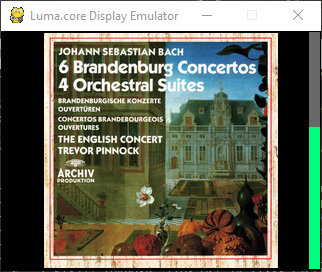 Luma.core Display Emulator
JOHANN SEBASTIAN BACH
6 Brandenburg Concertos
4 Orchestral Suites
BRANDENBURGISCHE KONZERTE
OUVERTÜREN
CONCERTOS BRANDEBOURGEOIS
OUVERTURES
THE ENGLISH CONCERT
TREVOR PINNOCK
ARCHIV
PRODUKTION